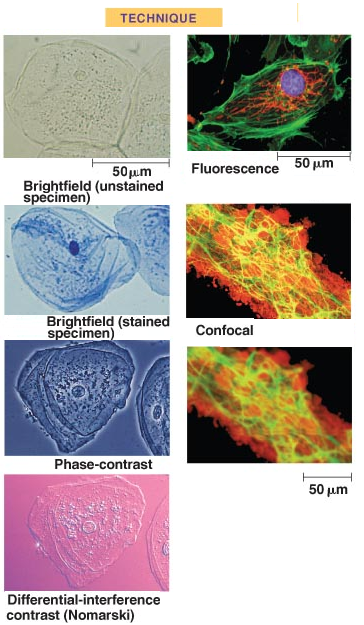 TECHNIQUE
50 µm
Brightfield (unstained
specimen)
50 µm
Fluorescence
Brightfield (stained
specimen)
Confocal
Phase-contrast
50 µm
Differential-interference
contrast (Nomarski)